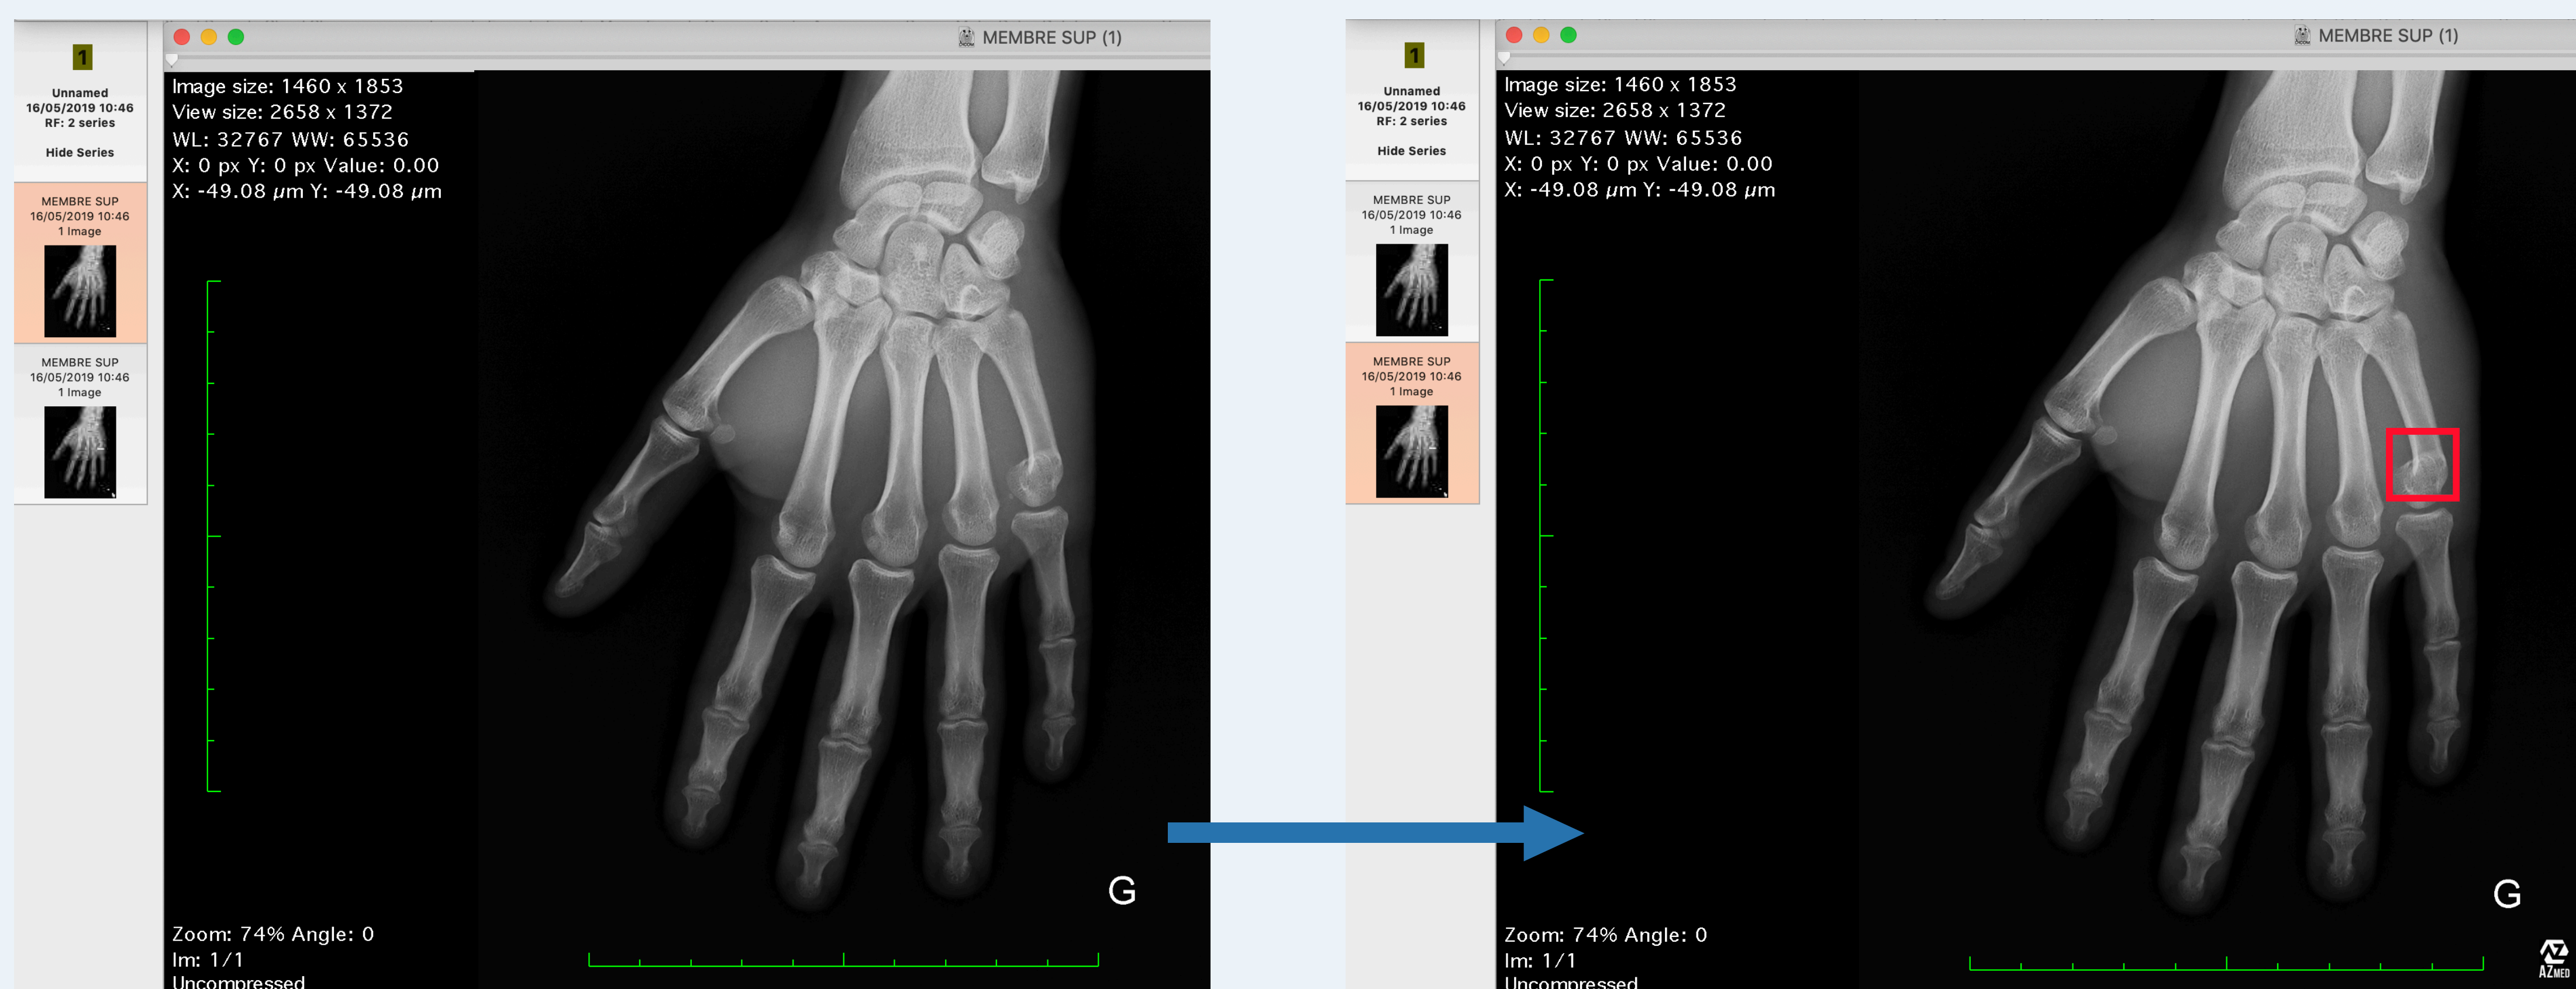 1
Unnamed
16/05/2019 10:46
RF: 2 series
Hide Series
MEMBRE SUP
16/05/2019 10:46
1 Image
MEMBRE SUP
16/05/2019 10:46
1 Image
MEMBRE SUP (1)
Image size: 1460 x 1853
View size: 2658 x 1372
WL: 32767 WW: 65536
X: 0 px Y: 0 px Value: 0.00
X: -49.08 µm Y: -49.08 µm
G
Zoom: 74% Angle: 0
Im: 1/1
Uncompressed
1
Unnamed
16/05/2019 10:46
RF: 2 series
Hide Series
MEMBRE SUP
16/05/2019 10:46
1 Image
MEMBRE SUP
16/05/2019 10:46
1 Image
MEMBRE SUP (1)
Image size: 1460 x 1853
View size: 2658 x 1372
WL: 32767 WW: 65536
X: 0 px Y: 0 px Value: 0.00
X: -49.08 µm Y: -49.08 µm
G
Zoom: 74% Angle: 0
Im: 1/1
Uncompressed
AZMED